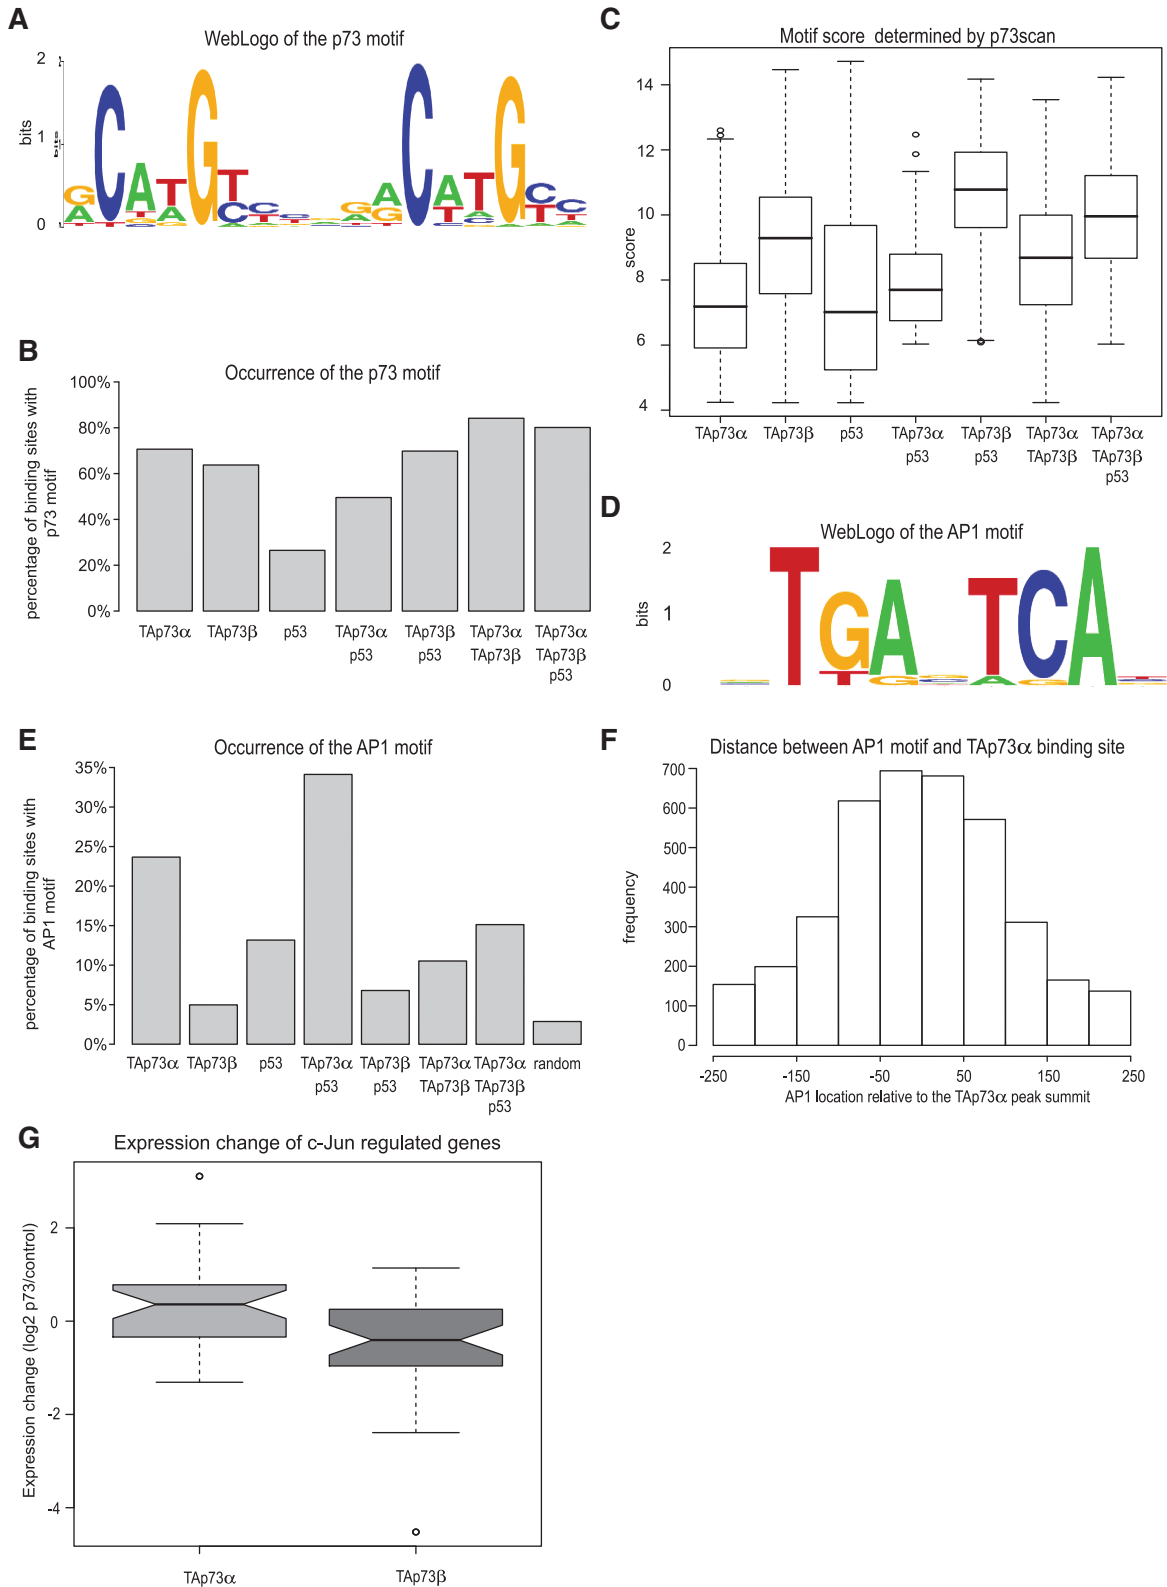 A
WebLogo of the p73 motif
2
1
0
bits
B
Occurrence of the p73 motif
percentage of binding sites with
p73 motif
100%
80%
60%
40%
20%
0%
TAp73α TAp73β p53 TAp73α TAp73β TAp73α TAp73α
p53 p53 TAp73β TAp73β
p53
C
Motif score determined by p73scan
score
14
12
10
8
6
4
TAp73α TAp73β p53 TAp73α TAp73β TAp73α TAp73α
p53 p53 TAp73β TAp73β
p53
D
WebLogo of the AP1 motif
2
1
0
bits
T G A T C A
E
Occurrence of the AP1 motif
percentage of binding sites with
AP1 motif
35%
30%
25%
20%
15%
10%
5%
0%
TAp73α TAp73β p53 TAp73α TAp73β TAp73α TAp73α random
p53 p53 TAp73β TAp73β
p53
F
Distance between AP1 motif and TAp73α binding site
frequency
700
600
500
400
300
200
100
0
-250 -150 -50 50 150 250
AP1 location relative to the TAp73α peak summit
G
Expression change of c-Jun regulated genes
Expression change (log2 p73/control)
2
0
-2
-4
TAp73α TAp73β